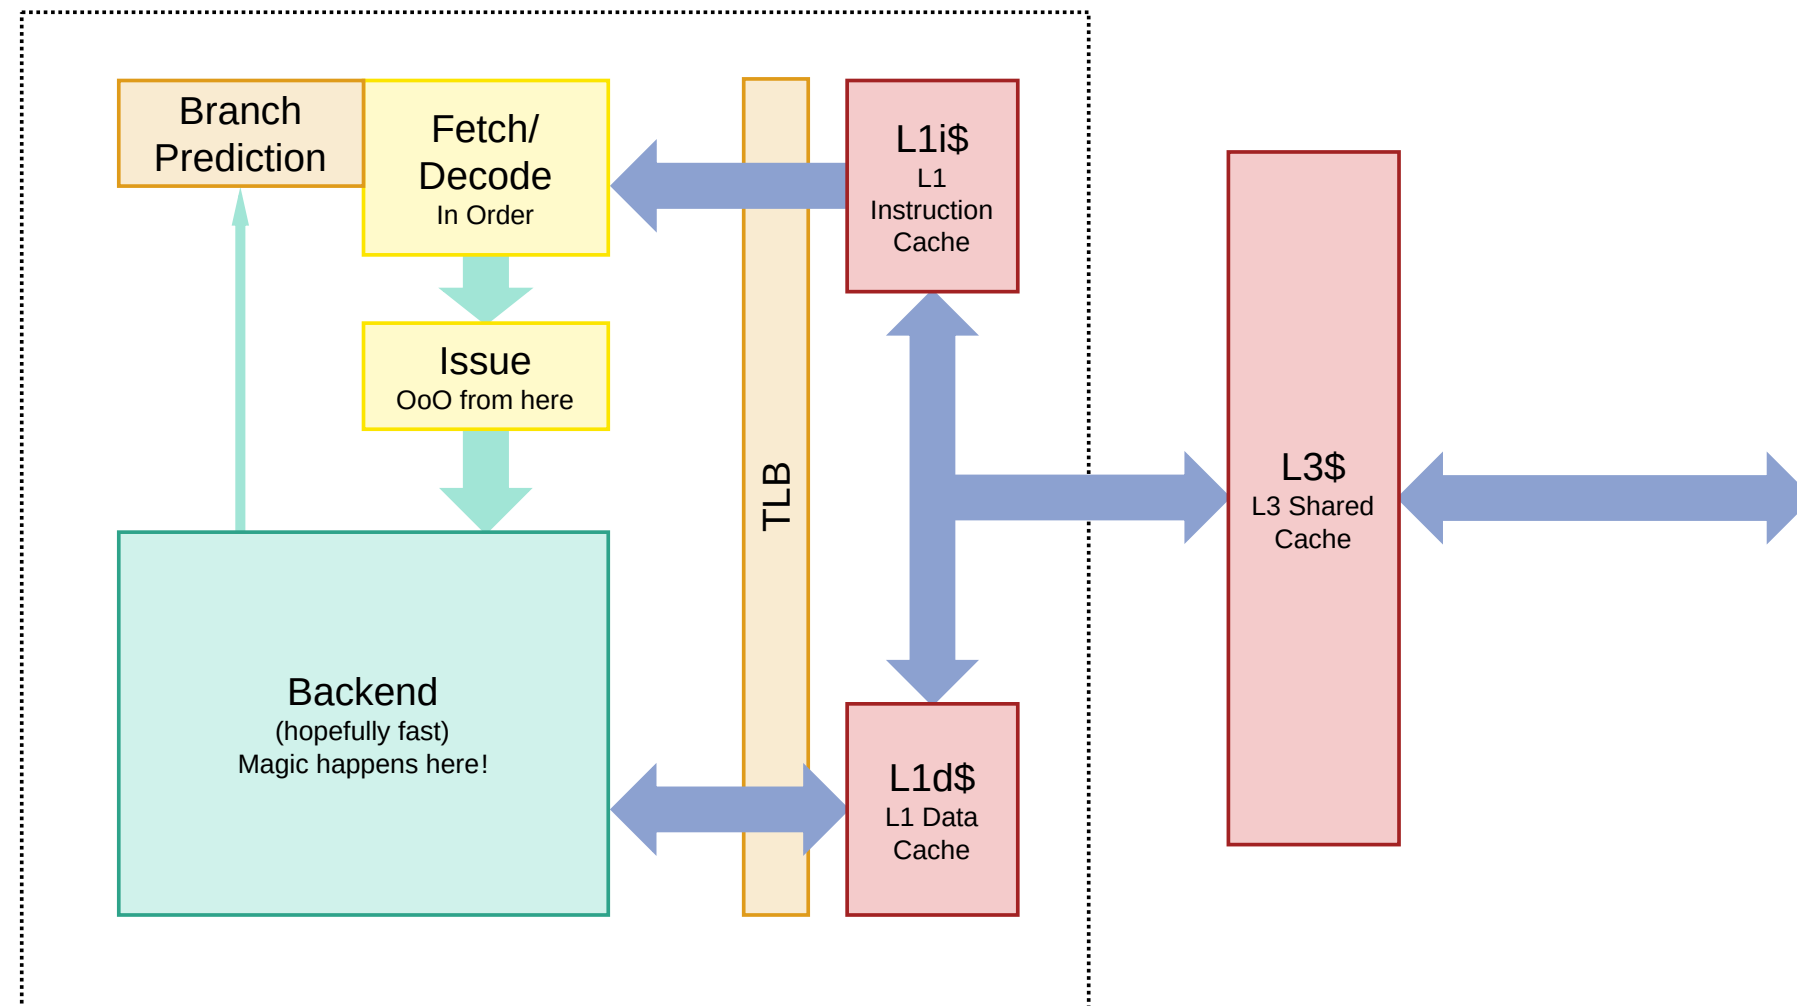 Branch
Prediction
Fetch/
Decode
In Order
L1i$
L1
Instruction
Cache
Issue
OoO from here
TLB
L3$
L3 Shared
Cache
Backend
(hopefully fast)
Magic happens here!
L1d$
L1 Data
Cache